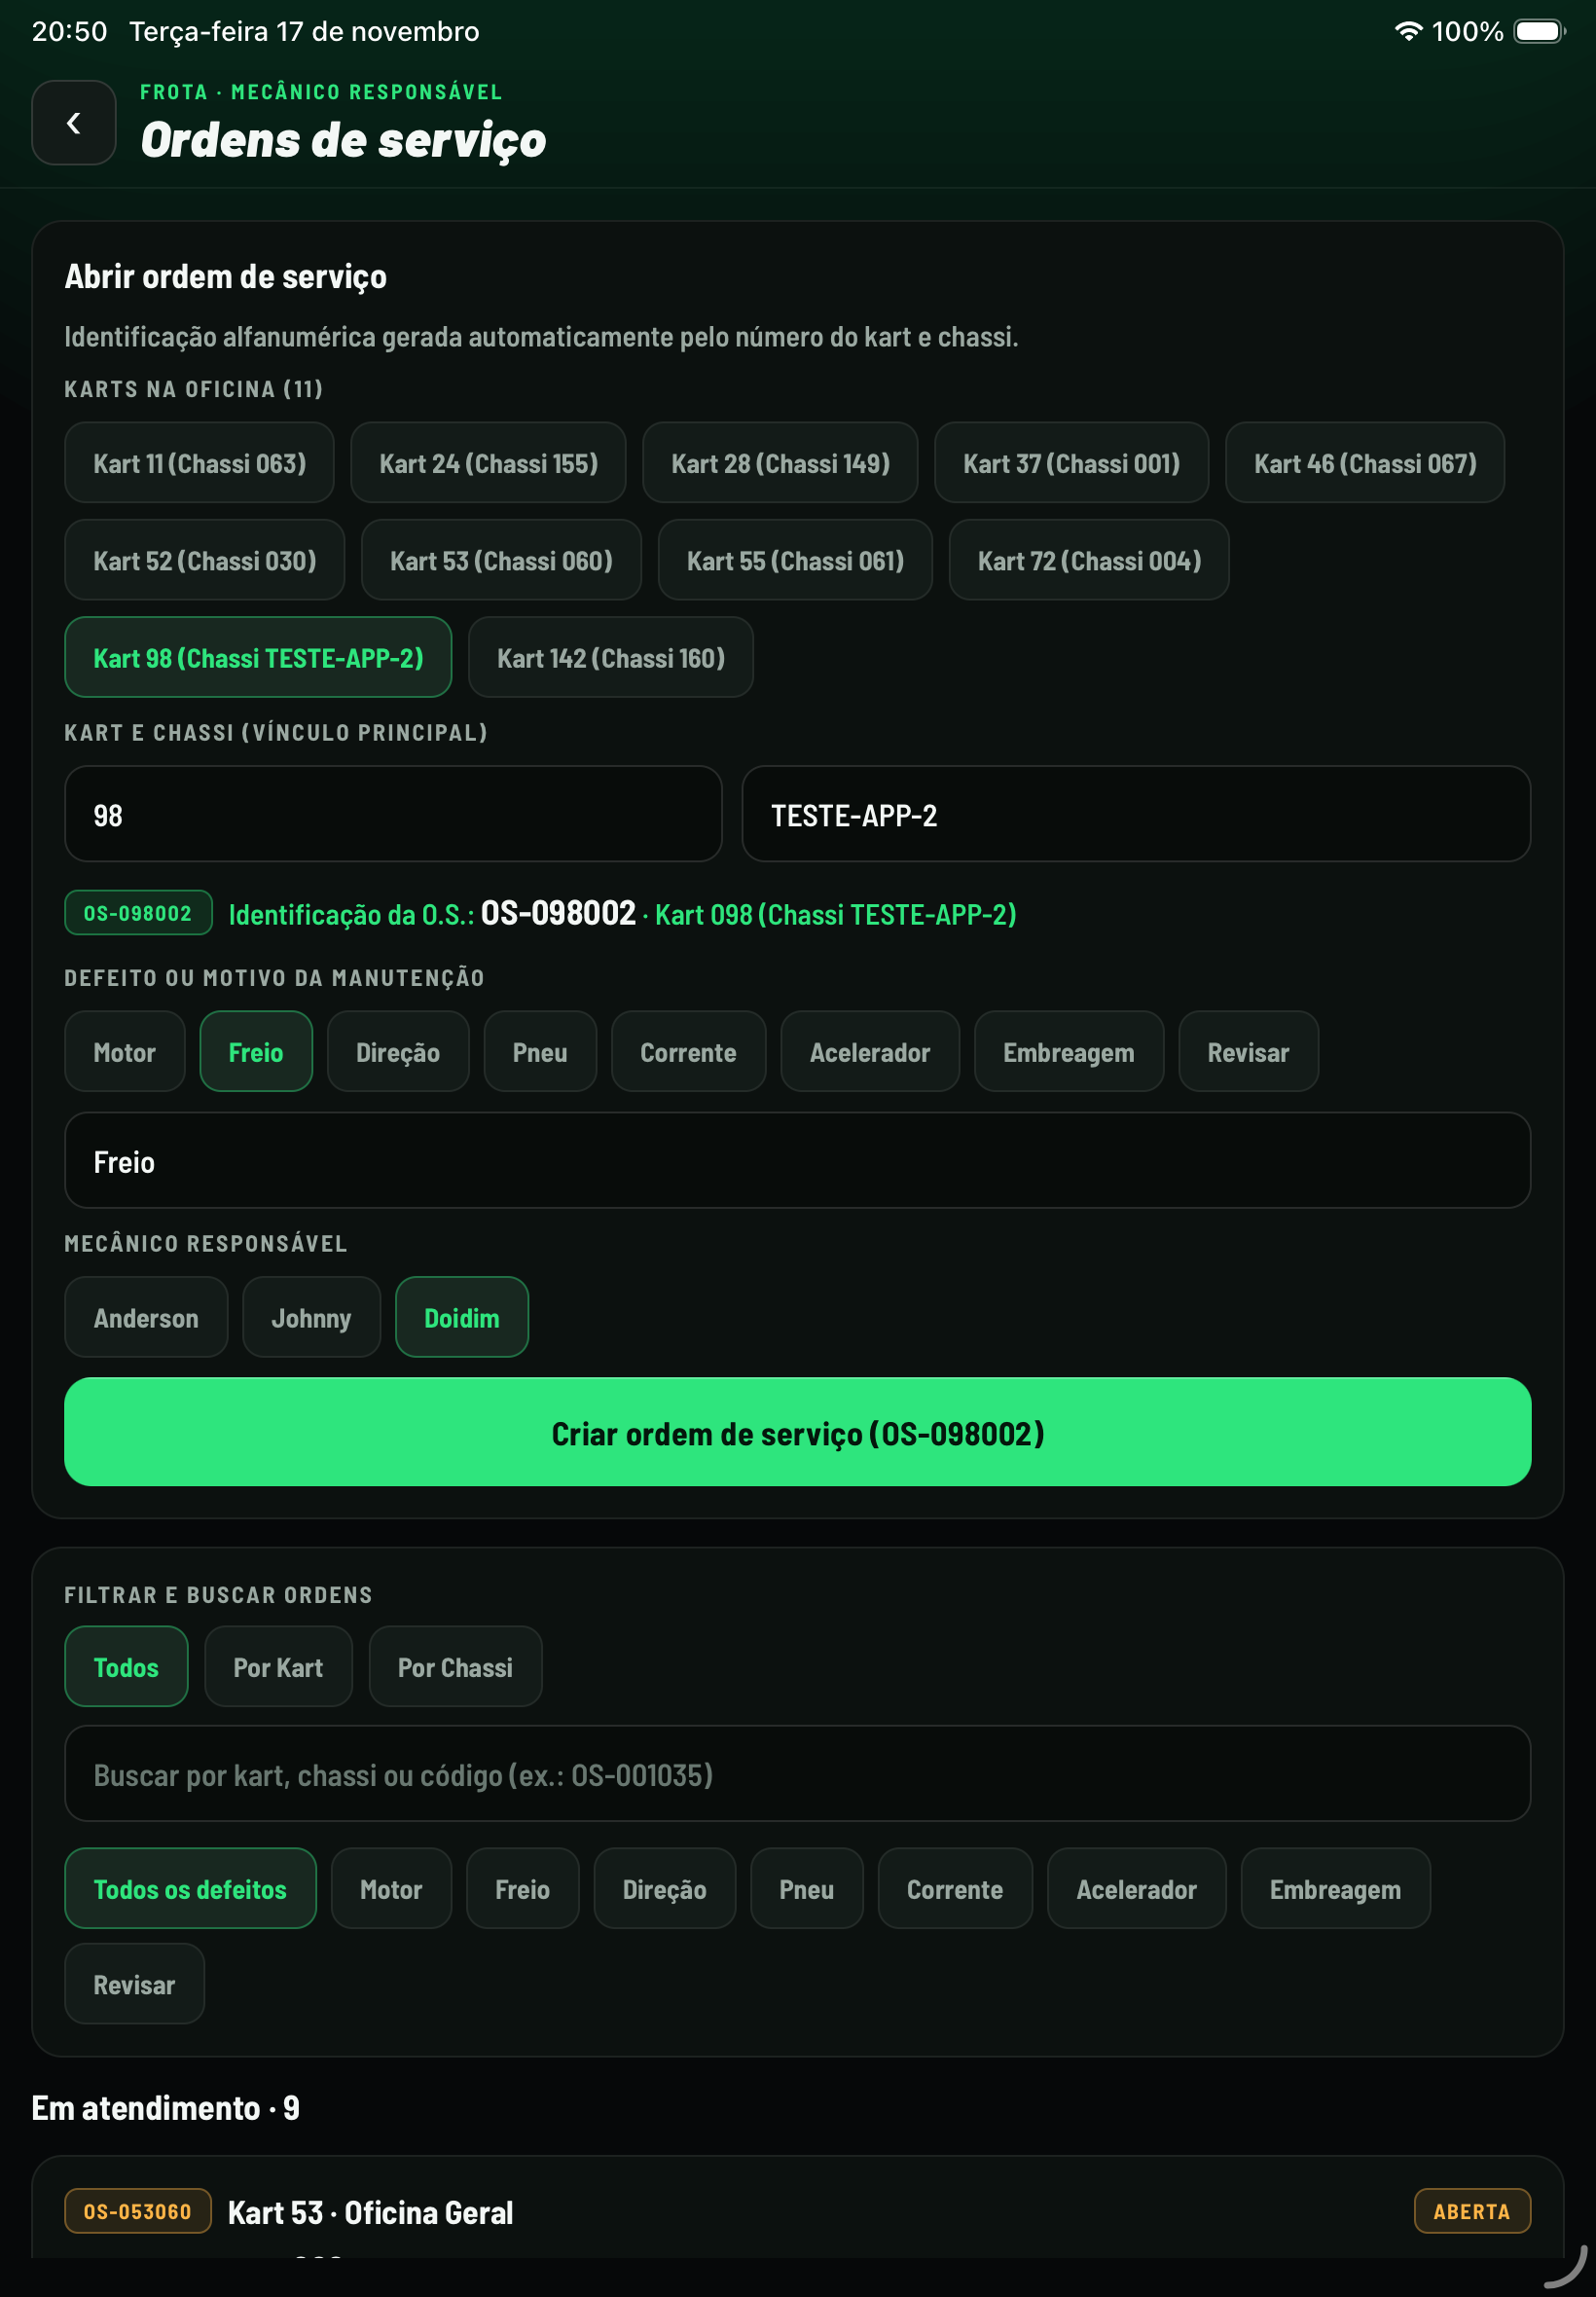 20:50 Terça-feira 17 de novembro 100%
FROTA · MECÂNICO RESPONSÁVEL
Ordens de serviço
Abrir ordem de serviço
Identificação alfanumérica gerada automaticamente pelo número do kart e chassi.
KARTS NA OFICINA (11)
Kart 11 (Chassi 063) Kart 24 (Chassi 155) Kart 28 (Chassi 149) Kart 37 (Chassi 001) Kart 46 (Chassi 067)
Kart 52 (Chassi 030) Kart 53 (Chassi 060) Kart 55 (Chassi 061) Kart 72 (Chassi 004)
Kart 98 (Chassi TESTE-APP-2) Kart 142 (Chassi 160)
KART E CHASSI (VÍNCULO PRINCIPAL)
98 TESTE-APP-2
OS-098002 Identificação da O.S.: OS-098002 · Kart 098 (Chassi TESTE-APP-2)
DEFEITO OU MOTIVO DA MANUTENÇÃO
Motor Freio Direção Pneu Corrente Acelerador Embreagem Revisar
Freio
MECÂNICO RESPONSÁVEL
Anderson Johnny Doidim
Criar ordem de serviço (OS-098002)
FILTRAR E BUSCAR ORDENS
Todos Por Kart Por Chassi
Buscar por kart, chassi ou código (ex.: OS-001035)
Todos os defeitos Motor Freio Direção Pneu Corrente Acelerador Embreagem
Revisar
Em atendimento · 9
OS-053060 Kart 53 · Oficina Geral ABERTA